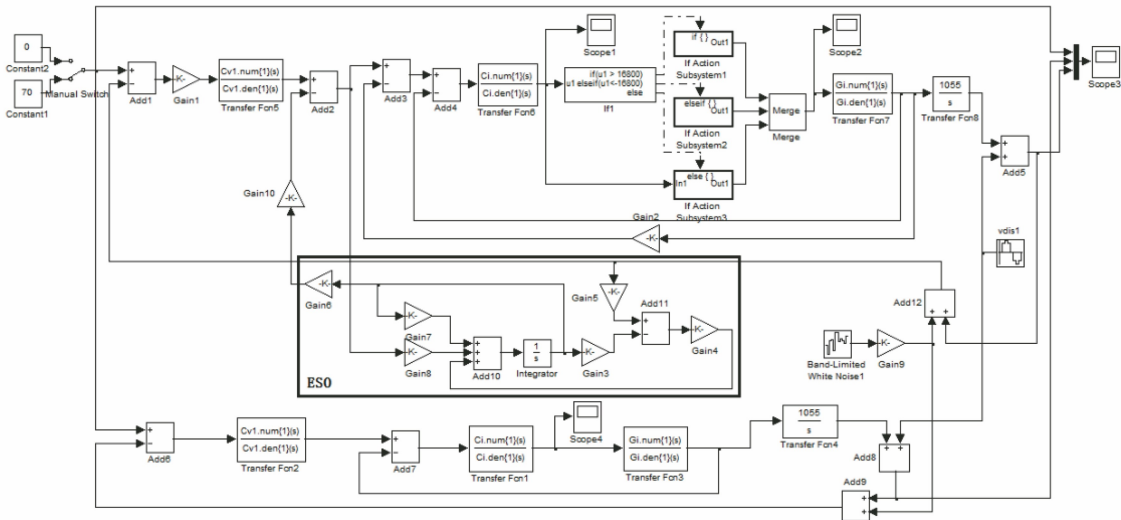 0
Constant2
70
Constant1
Manual Switch
+
−
Add1
-K-
Gain1
Cv1.num{1}(s)
Cv1.den{1}(s)
Transfer Fcn5
+
−
Add2
+
−
Add3
+
−
Add4
Ci.num{1}(s)
Ci.den{1}(s)
Transfer Fcn6
Scope1
if(u1 > 16800)
u1 elseif(u1<-16800)
else
If1
if { }
Out1
If Action
Subsystem1
elseif { }
Out1
If Action
Subsystem2
else { }
In1
Out1
If Action
Subsystem3
Merge
Merge
Scope2
Gi.num{1}(s)
Gi.den{1}(s)
Transfer Fcn7
1055
s
Transfer Fcn8
+
+
Add5
Scope3
Gain10
-K-
Gain2
-K-
vdis1
-K-
Gain6
-K-
Gain7
-K-
Gain8
+
+
+
Add10
1
s
Integrator
-K-
Gain3
Gain5
-K-
Add11
+
−
-K-
Gain4
ESO
Add12
+ +
Band-Limited
White Noise1
-K-
Gain9
+
−
Add6
Cv1.num{1}(s)
Cv1.den{1}(s)
Transfer Fcn2
+
−
Add7
Ci.num{1}(s)
Ci.den{1}(s)
Transfer Fcn1
Scope4
Gi.num{1}(s)
Gi.den{1}(s)
Transfer Fcn3
1055
s
Transfer Fcn4
+ +
Add8
Add9
+
+